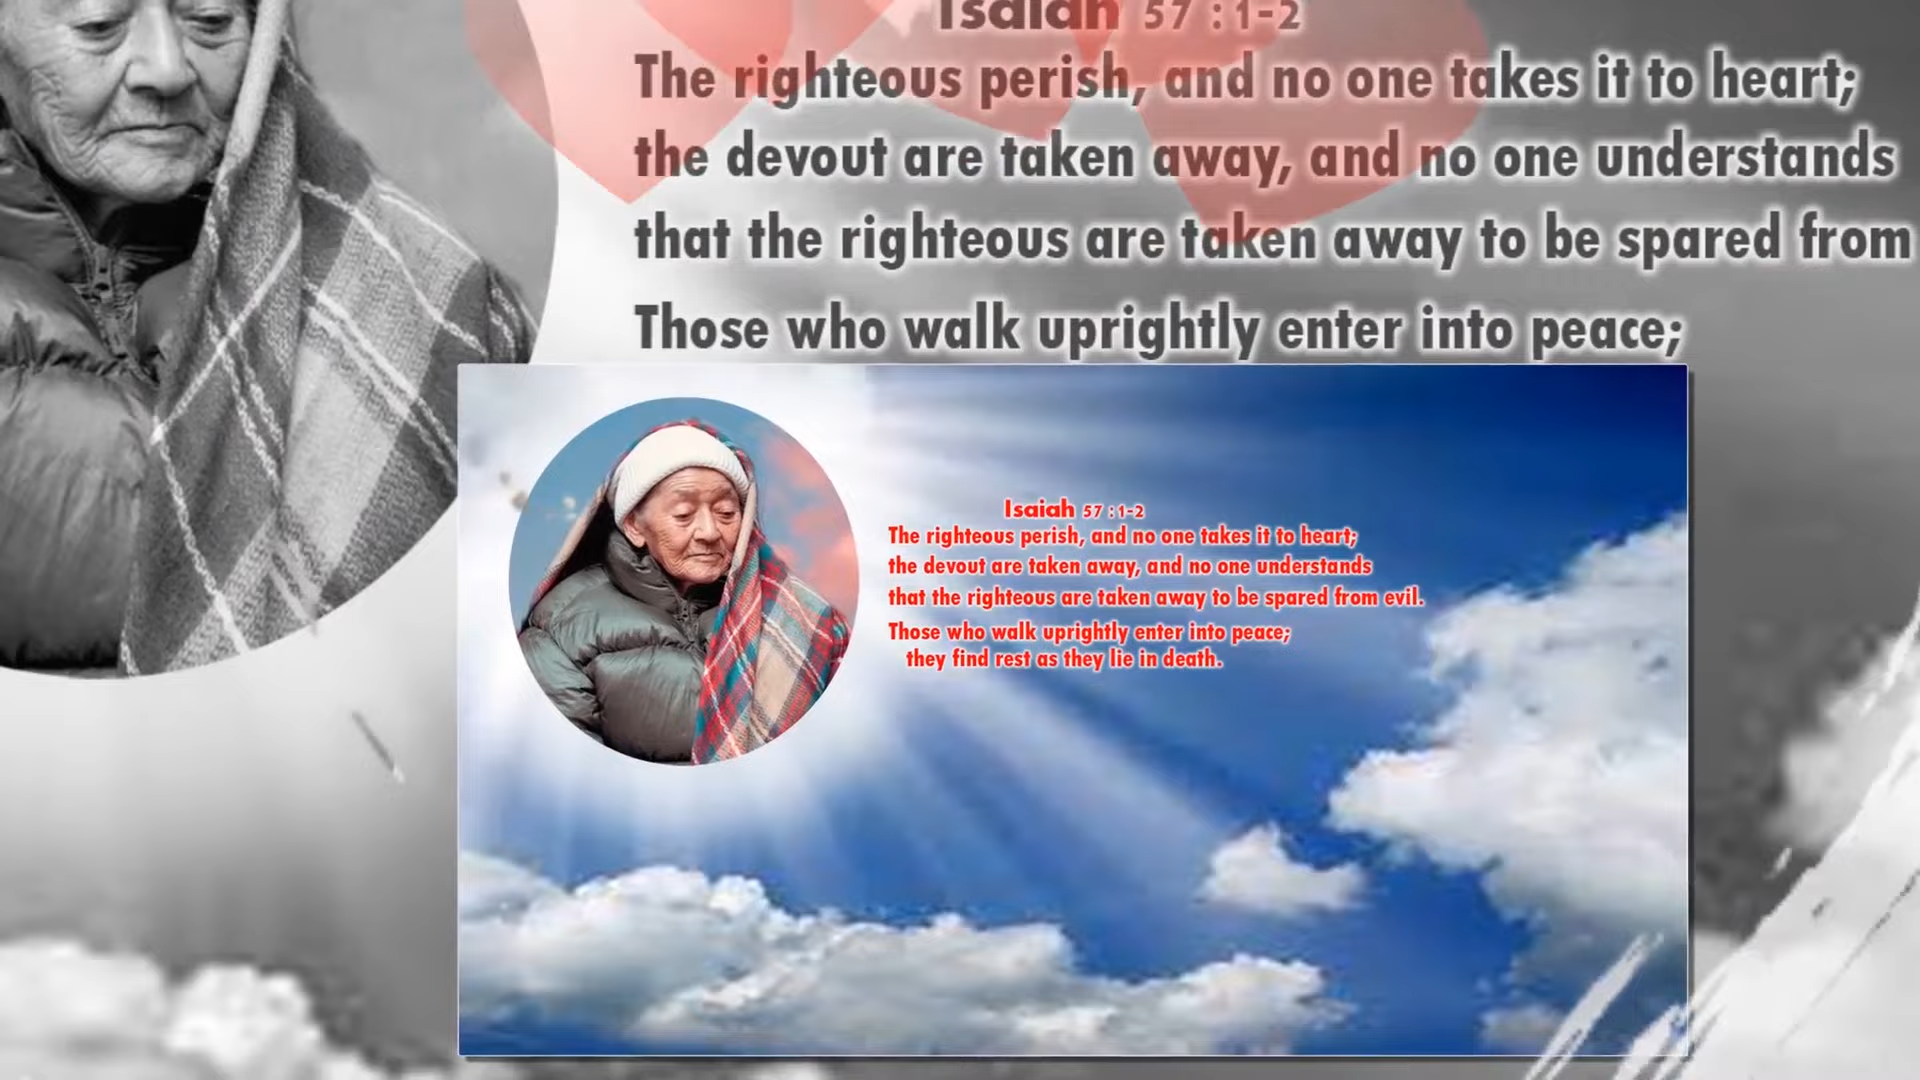 Isaiah 57 : 1-2
The righteous perish, and no one takes it to heart;
the devout are taken away, and no one understands
that the righteous are taken away to be spared from
Those who walk uprightly enter into peace;
Isaiah 57 : 1-2
The righteous perish, and no one takes it to heart;
the devout are taken away, and no one understands
that the righteous are taken away to be spared from evil.
Those who walk uprightly enter into peace;
they find rest as they lie in death.